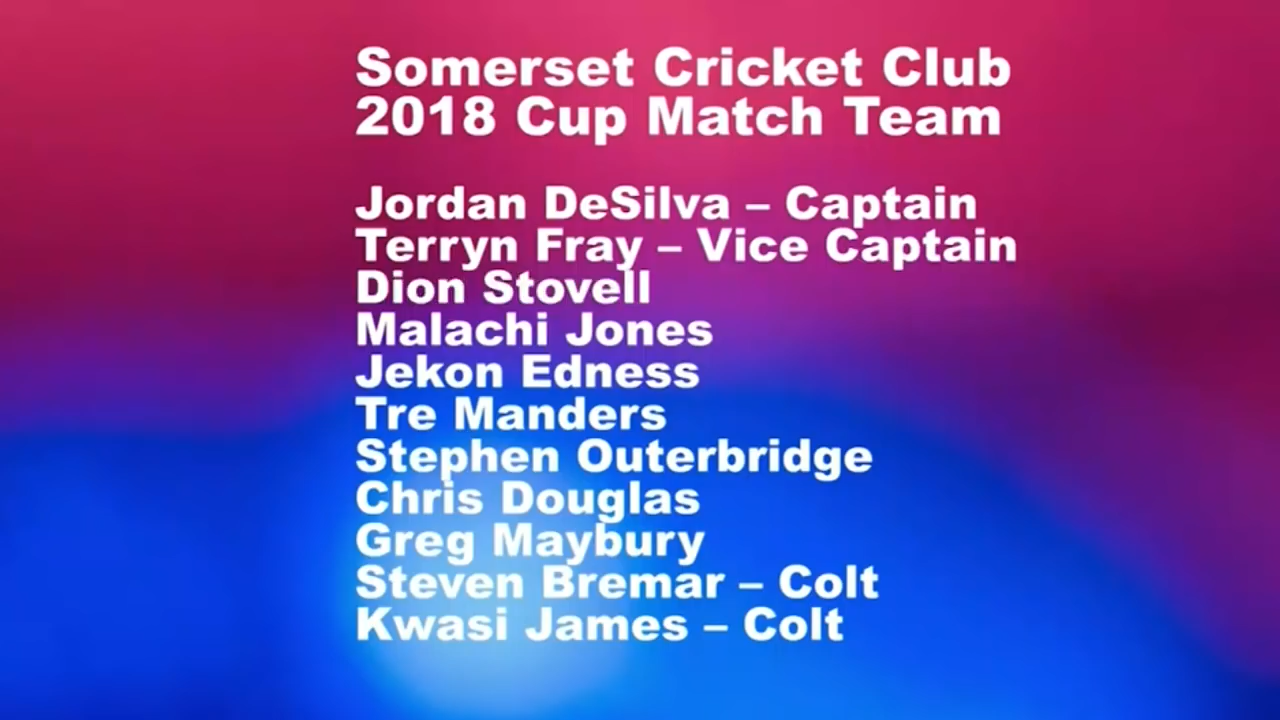 Somerset Cricket Club
2018 Cup Match Team
Jordan DeSilva – Captain
Terryn Fray – Vice Captain
Dion Stovell
Malachi Jones
Jekon Edness
Tre Manders
Stephen Outerbridge
Chris Douglas
Greg Maybury
Steven Bremar – Colt
Kwasi James – Colt